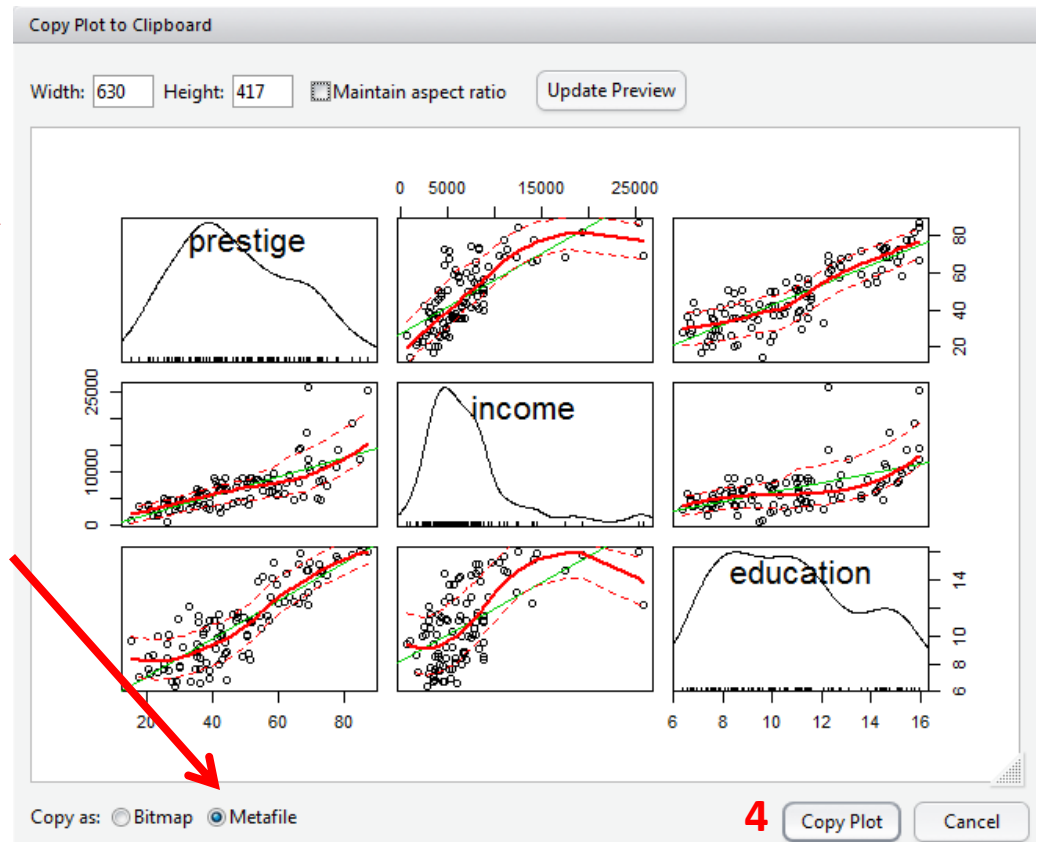 Copy Plot to Clipboard
Width: 630 Height: 417 Maintain aspect ratio Update Preview
0 5000 15000 25000
prestige
80
60
40
20
25000
10000
0
income
education
14
10
8
6
20 40 60 80
6 8 10 12 14 16
Copy as: Bitmap Metafile
4 Copy Plot Cancel